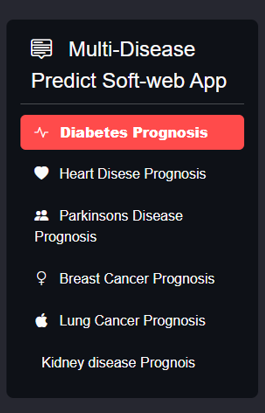 Multi-Disease
Predict Soft-web App
Diabetes Prognosis
Heart Disese Prognosis
Parkinsons Disease
Prognosis
Breast Cancer Prognosis
Lung Cancer Prognosis
Kidney disease Prognois